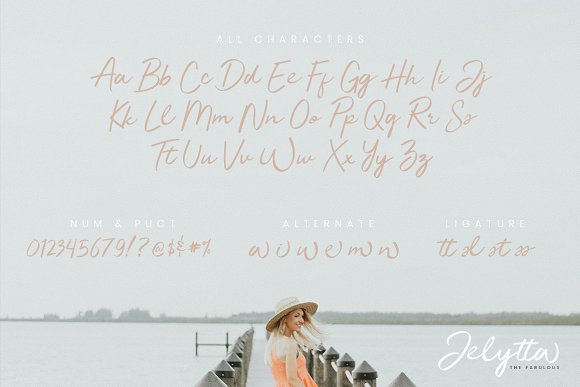 ALL CHARACTERS
Aa Bb Cc Dd Ee Ff Gg Hh Ii Jj
Kk Ll Mm Nn Oo Pp Qq Rr Ss
Tt Uu Vv Ww Xx Yy Zz
NUM & PUCT
012345679!?@$&#%
ALTERNATE
a i u w e m n
LIGATURE
tt sl st ss
Jelytta
THE FABULOUS